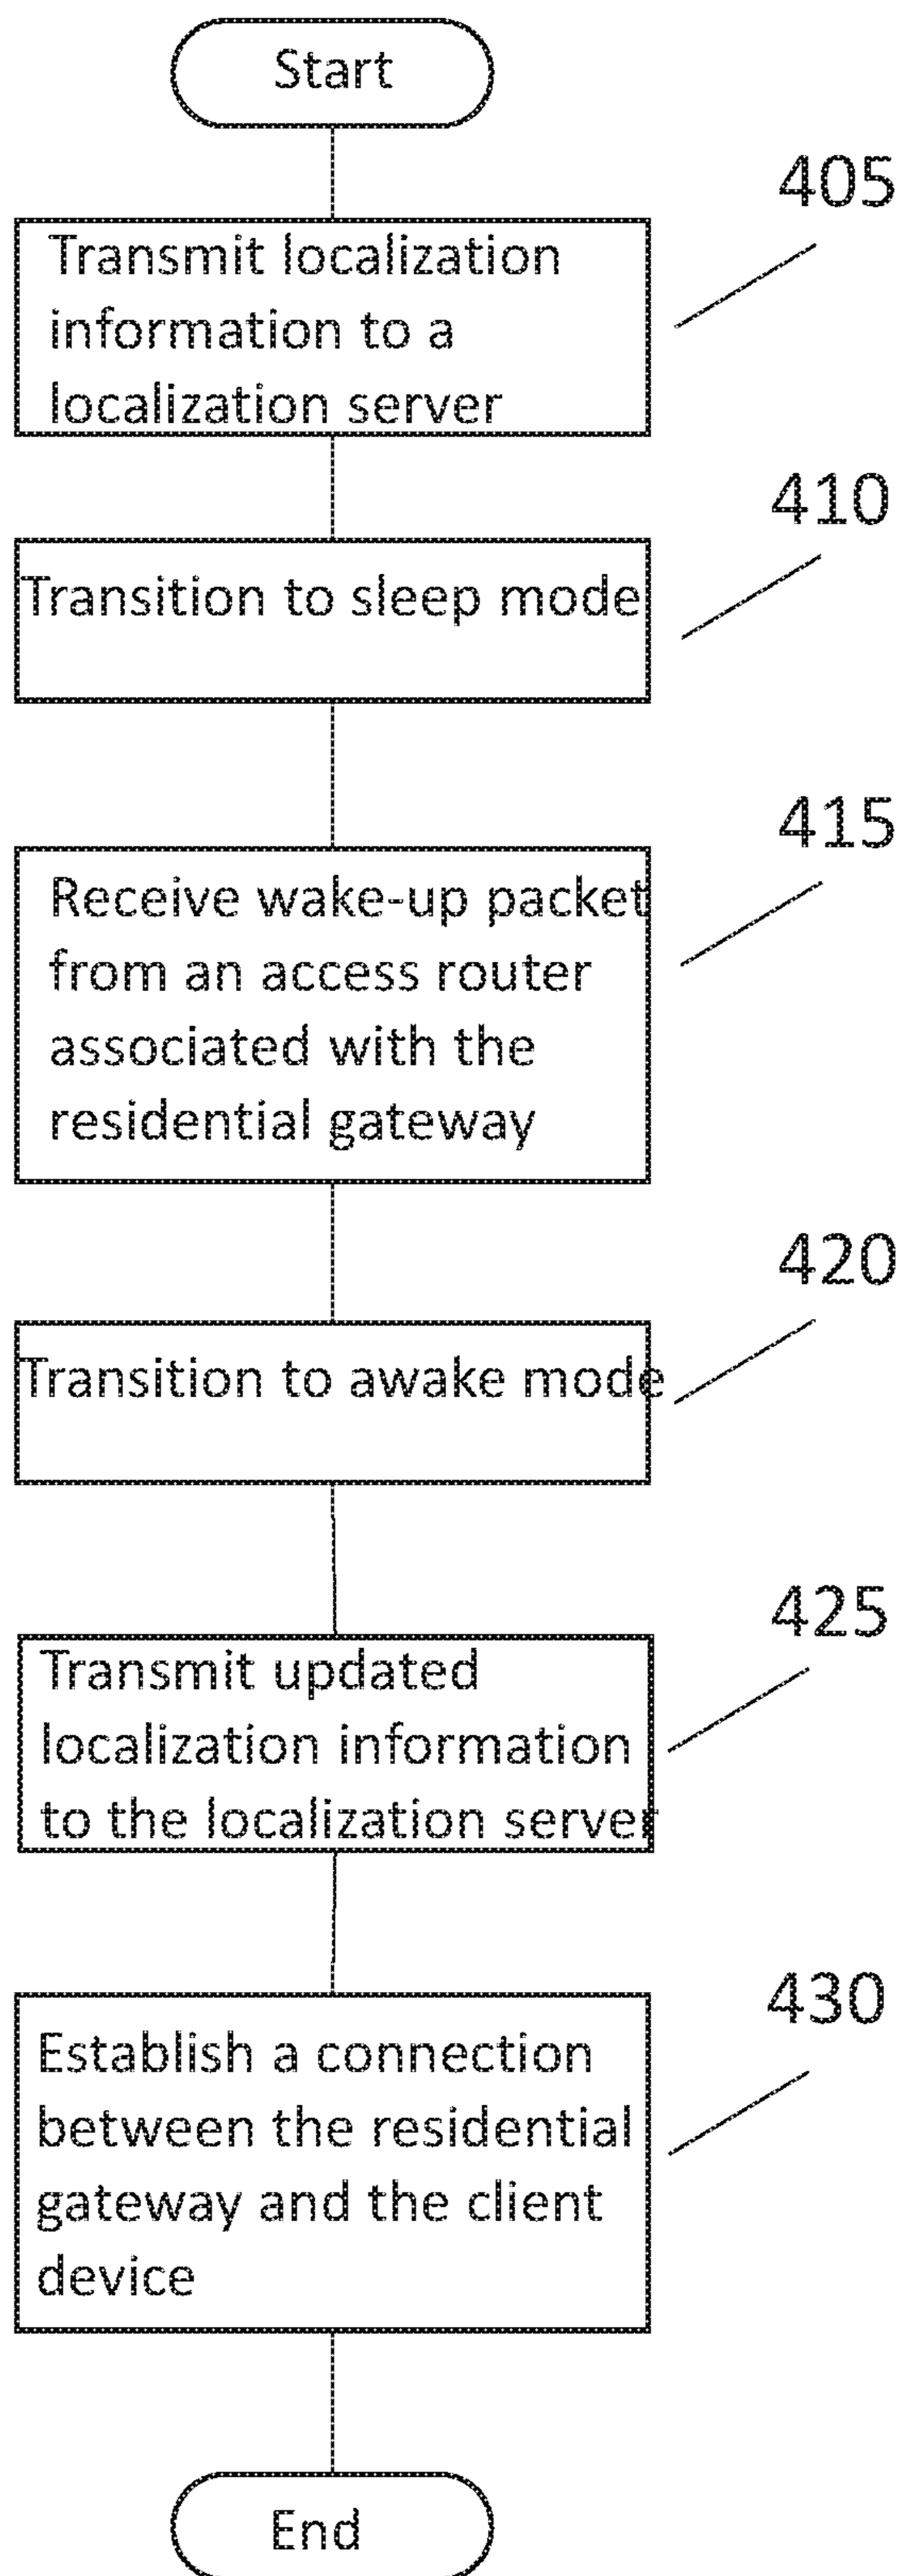 Start
405
Transmit localization
information to a
localization server
410
Transition to sleep mode
415
Receive wake-up packet
from an access router
associated with the
residential gateway
420
Transition to awake mode
425
Transmit updated
localization information
to the localization server
430
Establish a connection
between the residential
gateway and the client
device
End